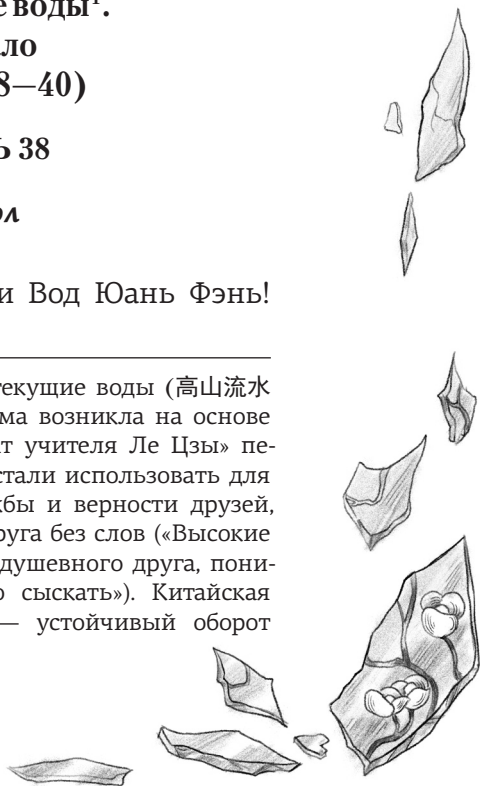 е воды¹.
ло
8–40)
Ь 38
ол
и Вод Юань Фэнь!
текущие воды (高山流水
ма возникла на основе
т учителя Ле Цзы» пе-
стали использовать для
жбы и верности друзей,
руга без слов («Высокие
душевного друга, пони-
о сыскать»). Китайская
— устойчивый оборот